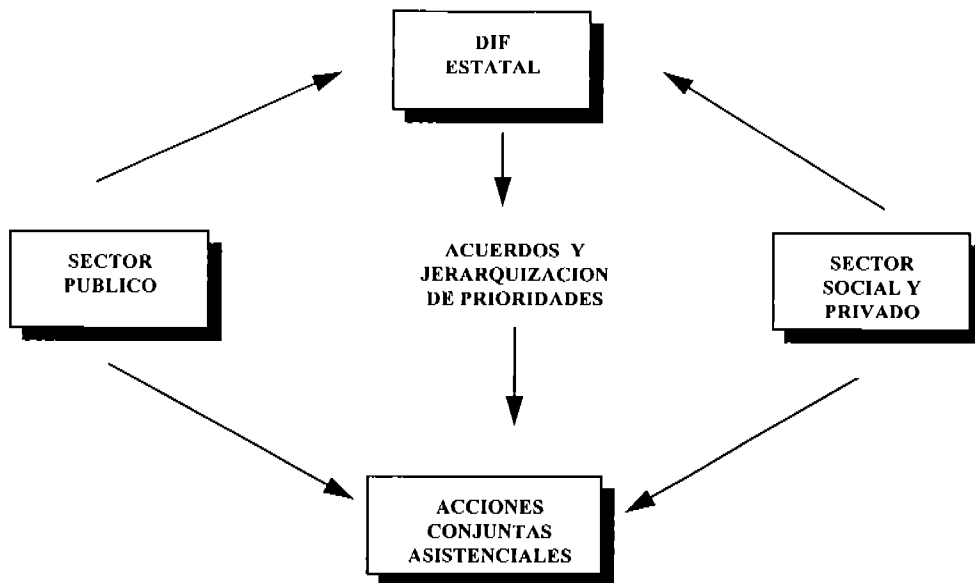 DIF
ESTATAL
SECTOR
PUBLICO
ACUERDOS Y
JERARQUIZACION
DE PRIORIDADES
SECTOR
SOCIAL Y
PRIVADO
ACCIONES
CONJUNTAS
ASISTENCIALES